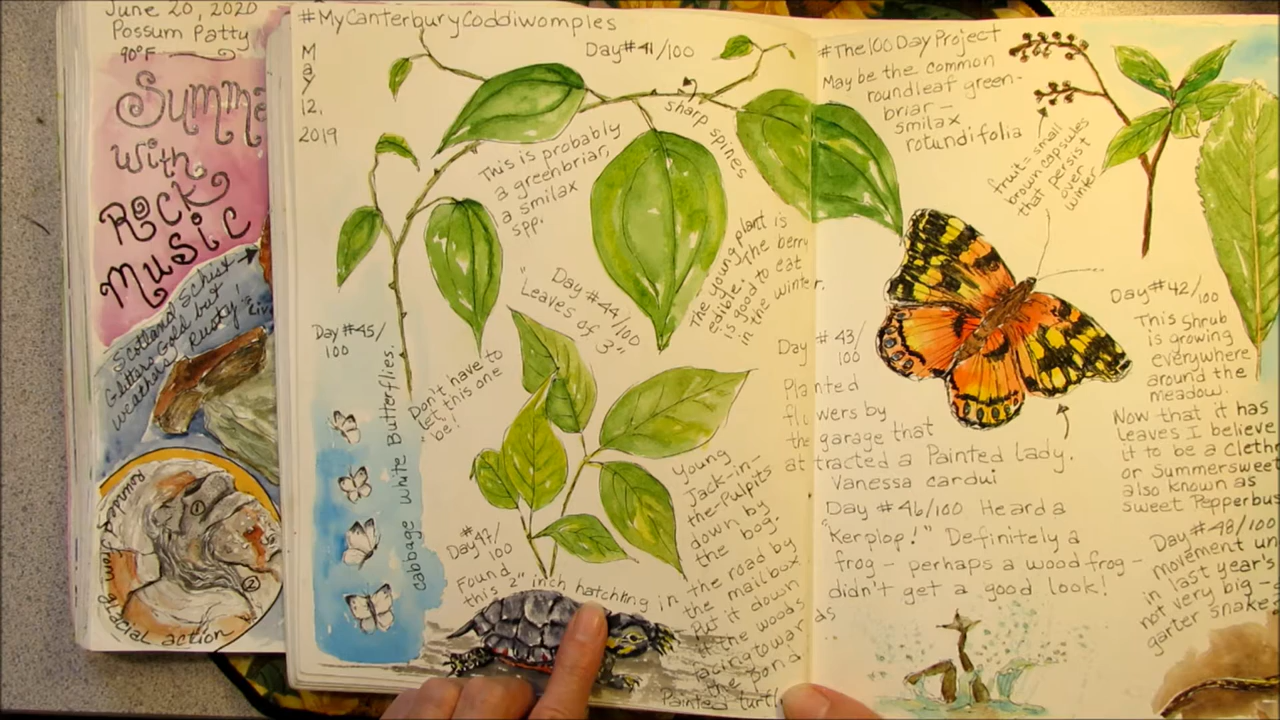 June 20, 2020
Possum Patty
90°F
Summa
with
Rock
Music
Scotland Schist
Glitters Gold but
weathers Rusty!
from
glacial action
①
②
#MyCanterburyCoddiwomples
May 12, 2019
Day #41/100
sharp spines
This is probably
a greenbriar,
a smilax
spp.
The young plant is
edible. The berry
is good to eat
in the winter.
Day #44/100
"Leaves of 3"
Don't have to
"let this one
be!
Day #45/
100
cabbage white Butterflies.
Young
Jack-in-
the-Pulpits
down by
the bog.
Day #47/
100
Found
this 2" inch hatchling in the road by
the mailbox
Put it down
in the woods
facing towards
the pond
Painted turtl
#The100DayProject
May be the common
roundleaf green-
briar -
smilax
rotundifolia
fruit = small
brown capsules
that persist
over
winter
Day #42/100
This shrub
is growing
everywhere
around the
meadow.
Now that it has
leaves I believe
it to be a Cleth
or Summersweet
also known as
sweet Pepperbus
Day #43/
100
Planted
flowers by
the garage that
attracted a Painted Lady.
Vanessa cardui
Day #46/100 Heard a
"Kerplop!" Definitely a
frog - perhaps a wood frog -
didn't get a good look!
Day #48/100
movement un
in last year's
not very big -
garter snake